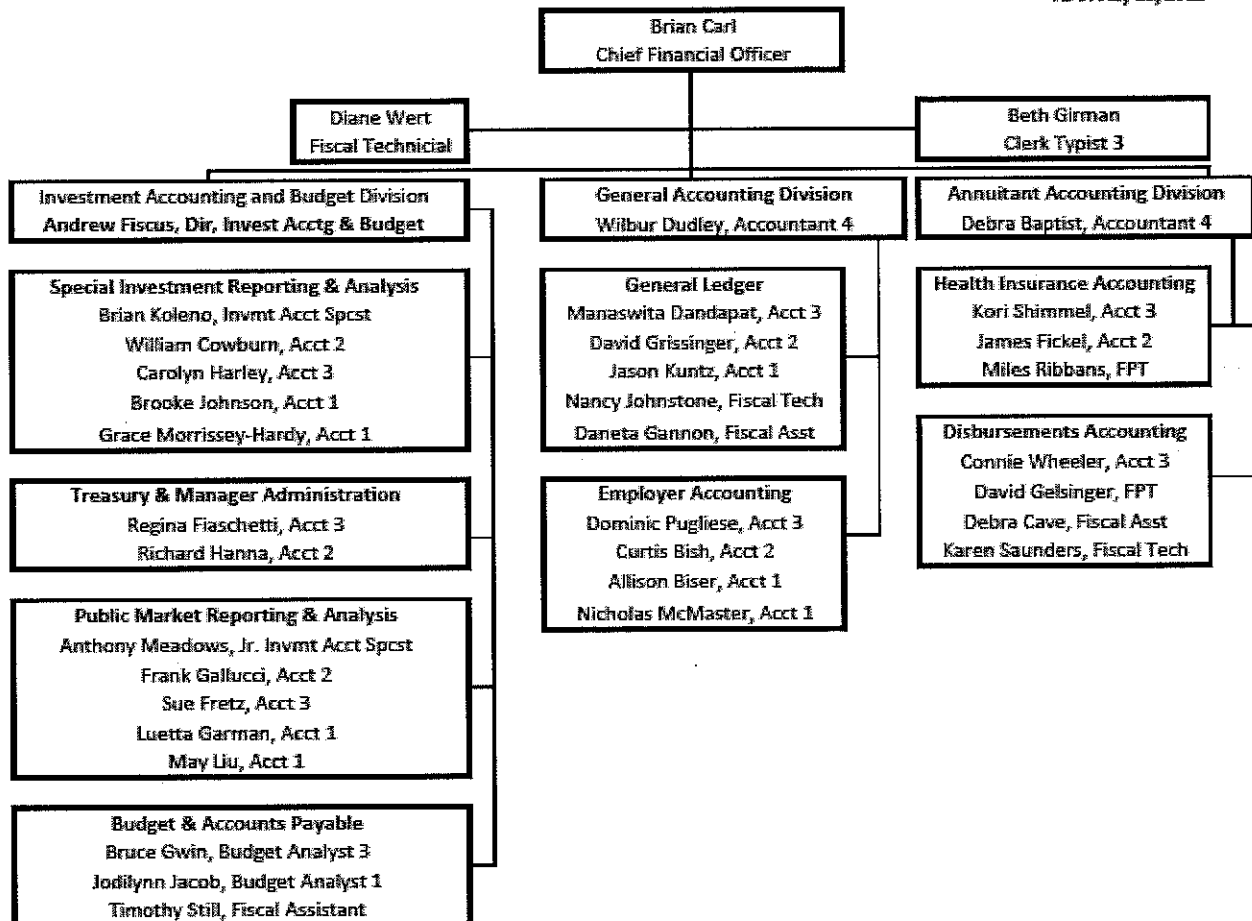 Brian Carl
Chief Financial Officer
Diane Wert
Fiscal Technicial
Beth Girman
Clerk Typist 3
Investment Accounting and Budget Division
Andrew Fiscus, Dir, Invest Acctg & Budget
General Accounting Division
Wilbur Dudley, Accountant 4
Annuitant Accounting Division
Debra Baptist, Accountant 4
Special Investment Reporting & Analysis
Brian Koleno, Invmt Acct Spcst
William Cowburn, Acct 2
Carolyn Harley, Acct 3
Brooke Johnson, Acct 1
Grace Morrissey-Hardy, Acct 1
Treasury & Manager Administration
Regina Fiaschetti, Acct 3
Richard Hanna, Acct 2
Public Market Reporting & Analysis
Anthony Meadows, Jr. Invmt Acct Spcst
Frank Gallucci, Acct 2
Sue Fretz, Acct 3
Luetta Garman, Acct 1
May Liu, Acct 1
Budget & Accounts Payable
Bruce Gwin, Budget Analyst 3
Jodilynn Jacob, Budget Analyst 1
Timothy Still, Fiscal Assistant
General Ledger
Manaswita Dandapat, Acct 3
David Grissinger, Acct 2
Jason Kuntz, Acct 1
Nancy Johnstone, Fiscal Tech
Daneta Gannon, Fiscal Asst
Employer Accounting
Dominic Pugliese, Acct 3
Curtis Bish, Acct 2
Allison Biser, Acct 1
Nicholas McMaster, Acct 1
Health Insurance Accounting
Kori Shimmel, Acct 3
James Fickel, Acct 2
Miles Ribbans, FPT
Disbursements Accounting
Connie Wheeler, Acct 3
David Gelsinger, FPT
Debra Cave, Fiscal Asst
Karen Saunders, Fiscal Tech